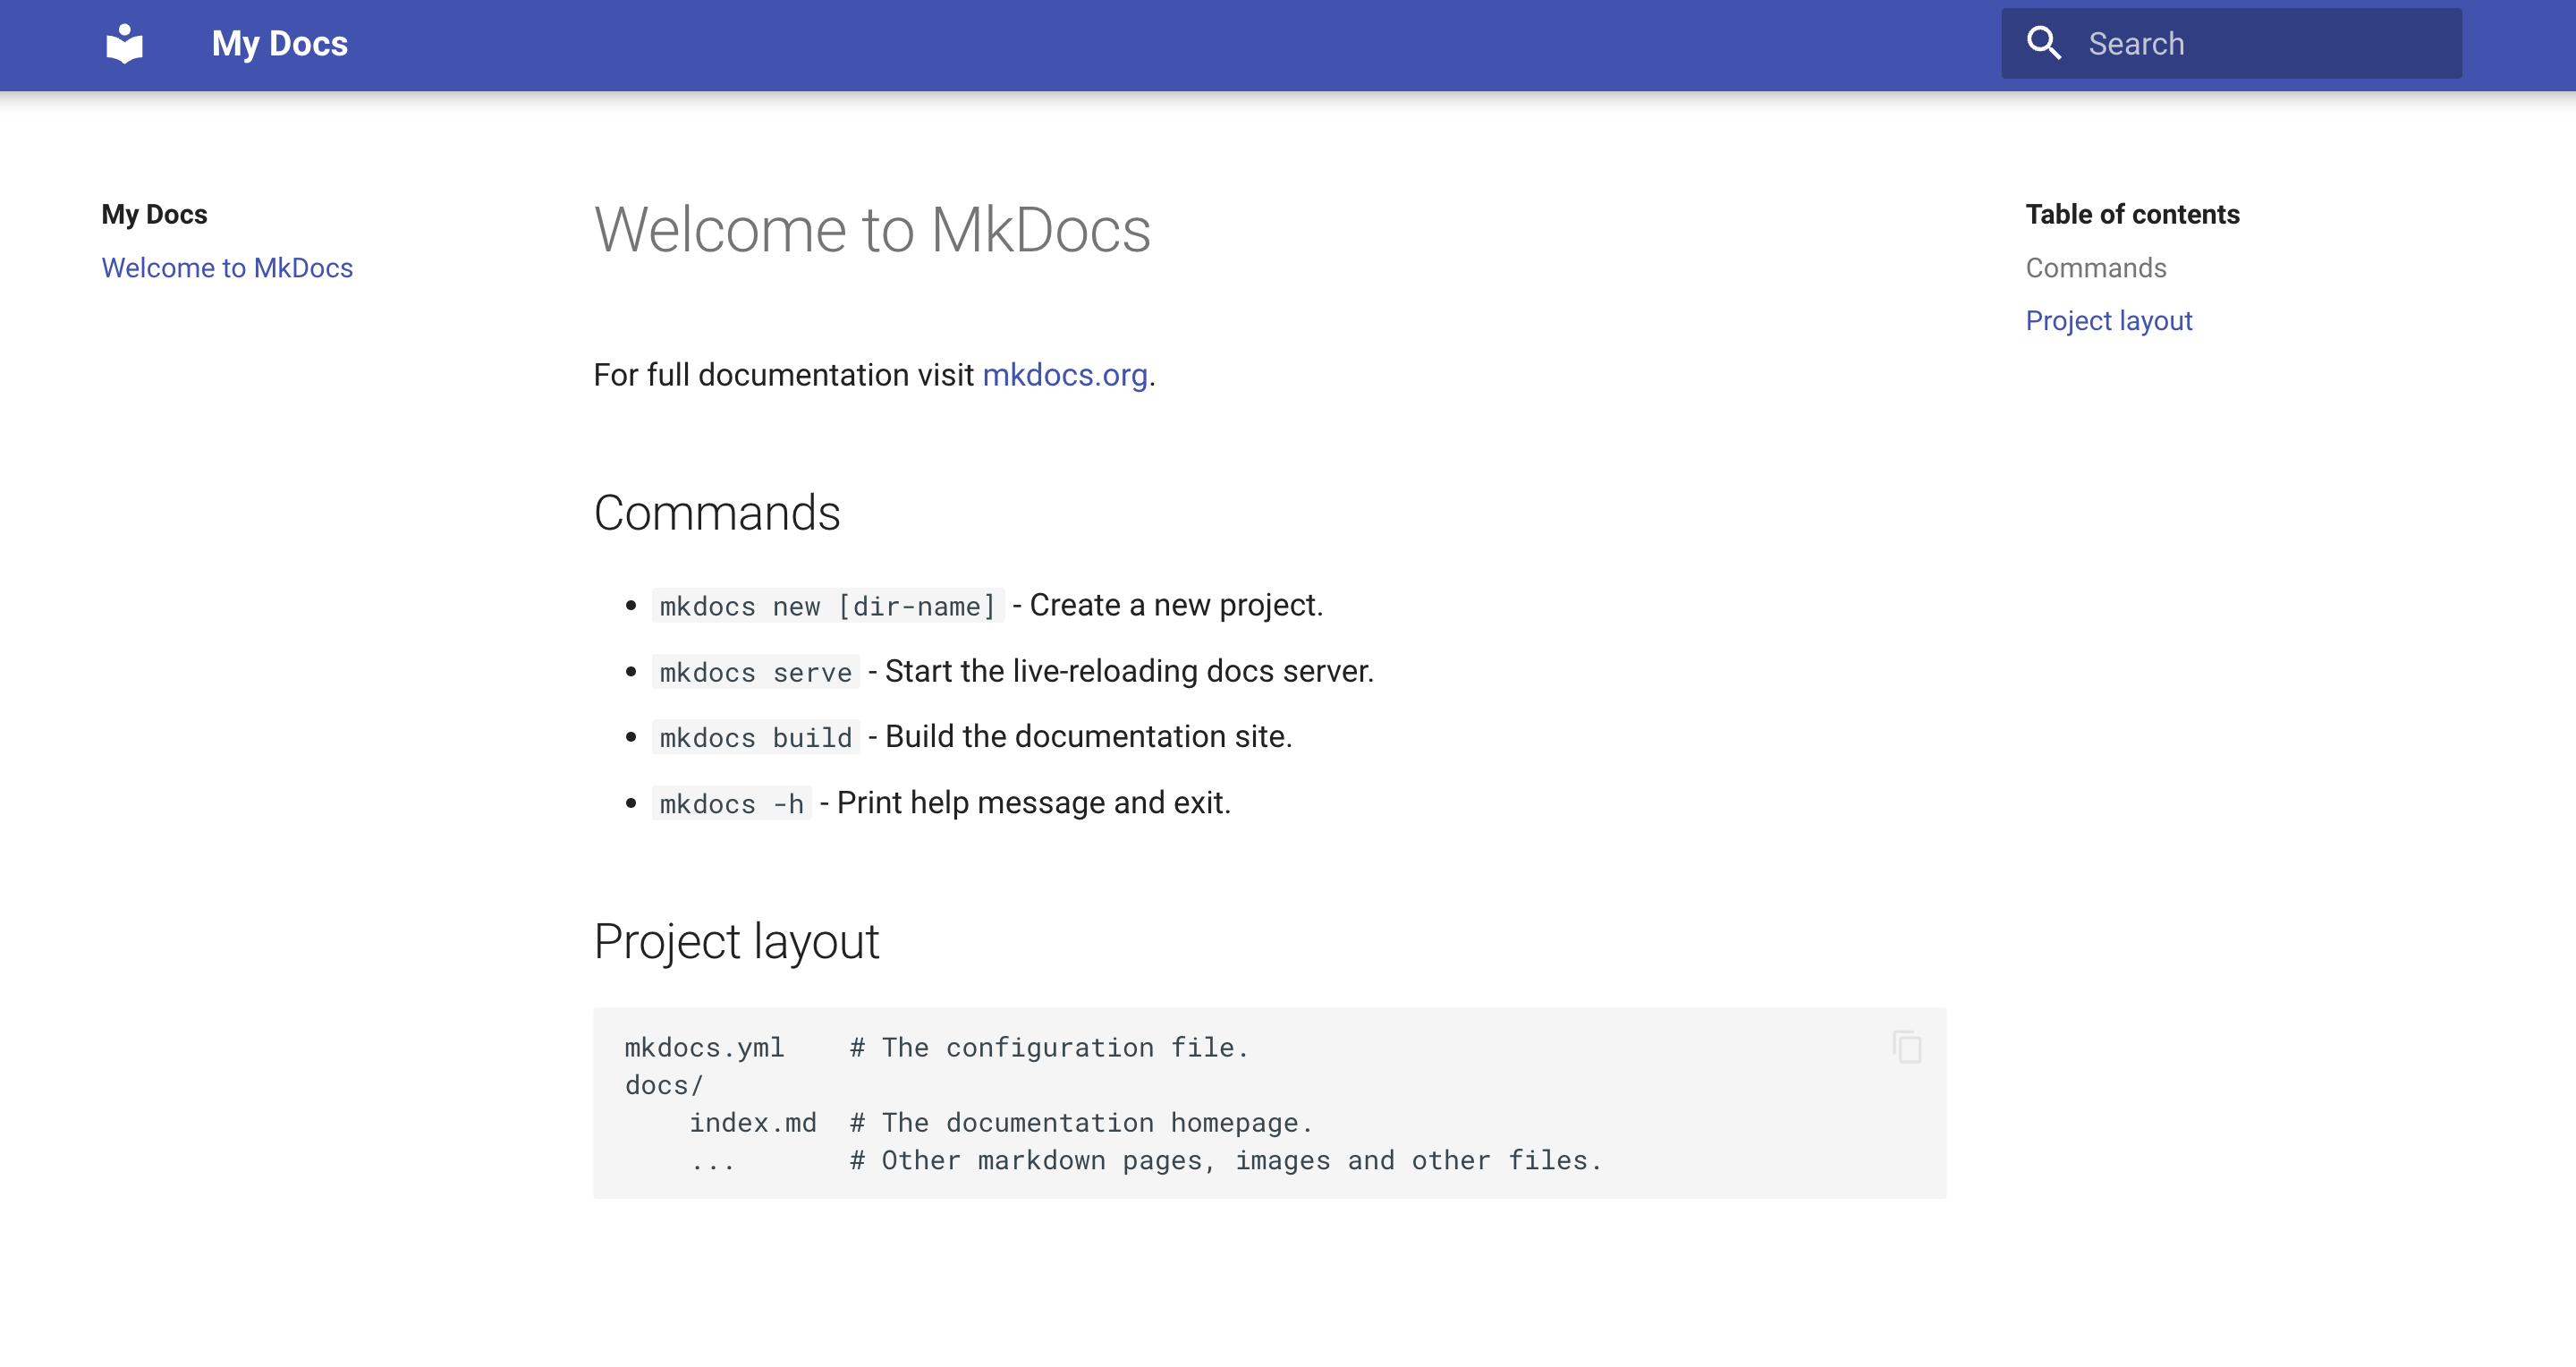 My Docs
Search
My Docs
Welcome to MkDocs
Welcome to MkDocs
For full documentation visit mkdocs.org.
Commands
mkdocs new [dir-name] - Create a new project.
mkdocs serve - Start the live-reloading docs server.
mkdocs build - Build the documentation site.
mkdocs -h - Print help message and exit.
Project layout
mkdocs.yml    # The configuration file.
docs/
    index.md  # The documentation homepage.
    ...       # Other markdown pages, images and other files.
Table of contents
Commands
Project layout